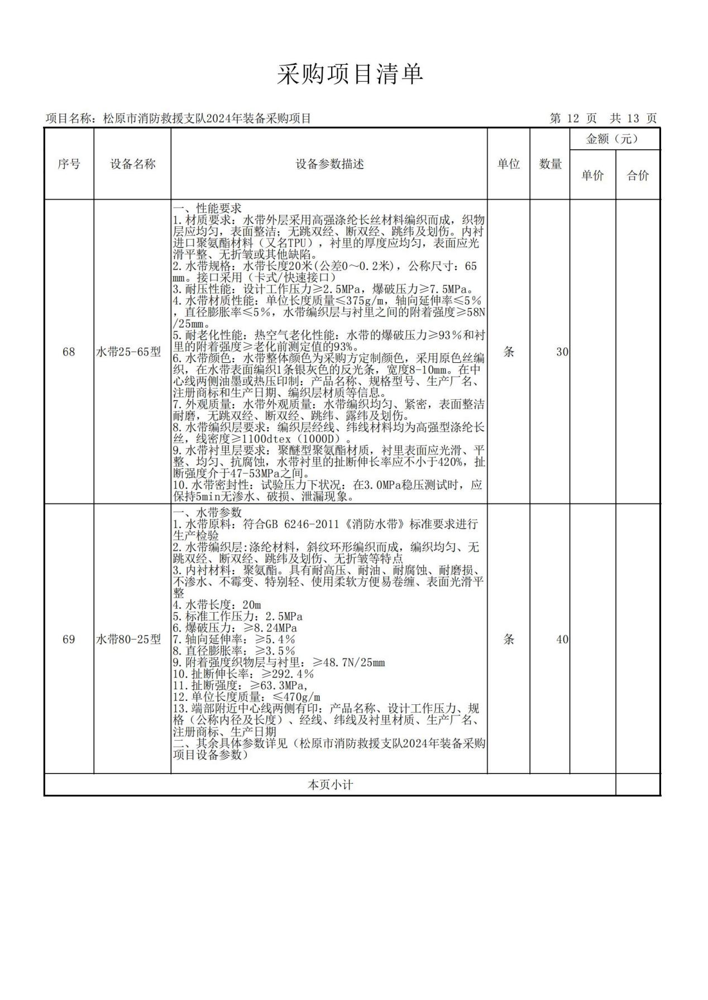 采购项目清单
项目名称：松原市消防救援支队2024年装备采购项目
第 12 页  共 13 页
序号
设备名称
设备参数描述
单位
数量
金额（元）
单价
合价
68
水带25-65型
一、性能要求
1.材质要求：水带外层采用高强涤纶长丝材料编织而成，织物
层应均匀，表面整洁；无跳双经、断双经、跳纬及划伤。内衬
进口聚氨酯材料（又名TPU），衬里的厚度应均匀，表面应光
滑平整、无折皱或其他缺陷。
2.水带规格：水带长度20米(公差0～0.2米)，公称尺寸：65
mm。接口采用（卡式/快速接口）
3.耐压性能：设计工作压力≥2.5MPa，爆破压力≥7.5MPa。
4.水带材质性能：单位长度质量≤375g/m，轴向延伸率≤5％
，直径膨胀率≤5％，水带编织层与衬里之间的附着强度≥58N
/25mm。
5.耐老化性能：热空气老化性能：水带的爆破压力≥93％和衬
里的附着强度≥老化前测定值的93%。
6.水带颜色：水带整体颜色为采购方定制颜色，采用原色丝编
织，在水带表面编织1条银灰色的反光条，宽度8-10mm。在中
心线两侧油墨或热压印制：产品名称、规格型号、生产厂名、
注册商标和生产日期、编织层材质等信息。
7.外观质量：水带外观质量：水带编织均匀、紧密，表面整洁
耐磨，无跳双经、断双经、跳纬、露纬及划伤。
8.水带编织层要求：编织层经线、纬线材料均为高强型涤纶长
丝，线密度≥1100dtex（1000D）。
9.水带衬里层要求：聚醚型聚氨酯材质，衬里表面应光滑、平
整、均匀、抗腐蚀，水带衬里的扯断伸长率应不小于420%，扯
断强度介于47-53MPa之间。
10.水带密封性：试验压力下状况：在3.0MPa稳压测试时，应
保持5min无渗水、破损、泄漏现象。
条
30
69
水带80-25型
一、水带参数
1.水带原料：符合GB 6246-2011《消防水带》标准要求进行
生产检验
2.水带编织层:涤纶材料，斜纹环形编织而成，编织均匀、无
跳双经、断双经、跳纬及划伤、无折皱等特点
3.内衬材料：聚氨酯。具有耐高压、耐油、耐腐蚀、耐磨损、
不渗水、不霉变、特别轻、使用柔软方便易卷缠、表面光滑平
整
4.水带长度：20m
5.标准工作压力：2.5MPa
6.爆破压力：≥8.24MPa
7.轴向延伸率：≥5.4％
8.直径膨胀率：≥3.5％
9.附着强度织物层与衬里：≥48.7N/25mm
10.扯断伸长率：≥292.4％
11.扯断强度：≥63.3MPa,
12.单位长度质量：≤470g/m
13.端部附近中心线两侧有印：产品名称、设计工作压力、规
格（公称内径及长度）、经线、纬线及衬里材质、生产厂名、
注册商标、生产日期
二、其余具体参数详见（松原市消防救援支队2024年装备采购
项目设备参数）
条
40
本页小计